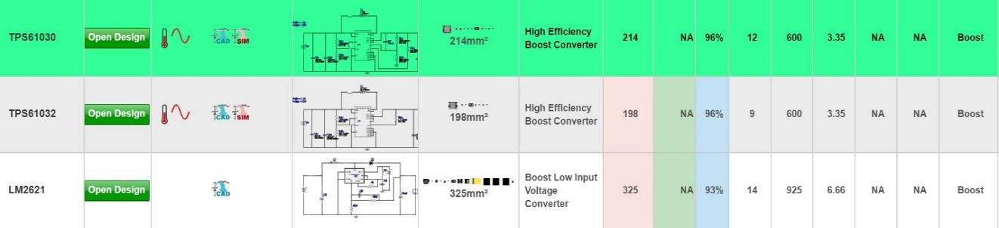 TPS61030 Open Design CAD SIM 214mm² High Efficiency Boost Converter 214 NA 96% 12 600 3.35 NA NA Boost
TPS61032 Open Design CAD SIM 198mm² High Efficiency Boost Converter 198 NA 96% 9 600 3.35 NA NA Boost
LM2621 Open Design CAD 325mm² Boost Low Input Voltage Converter 325 NA 93% 14 925 6.66 NA NA Boost